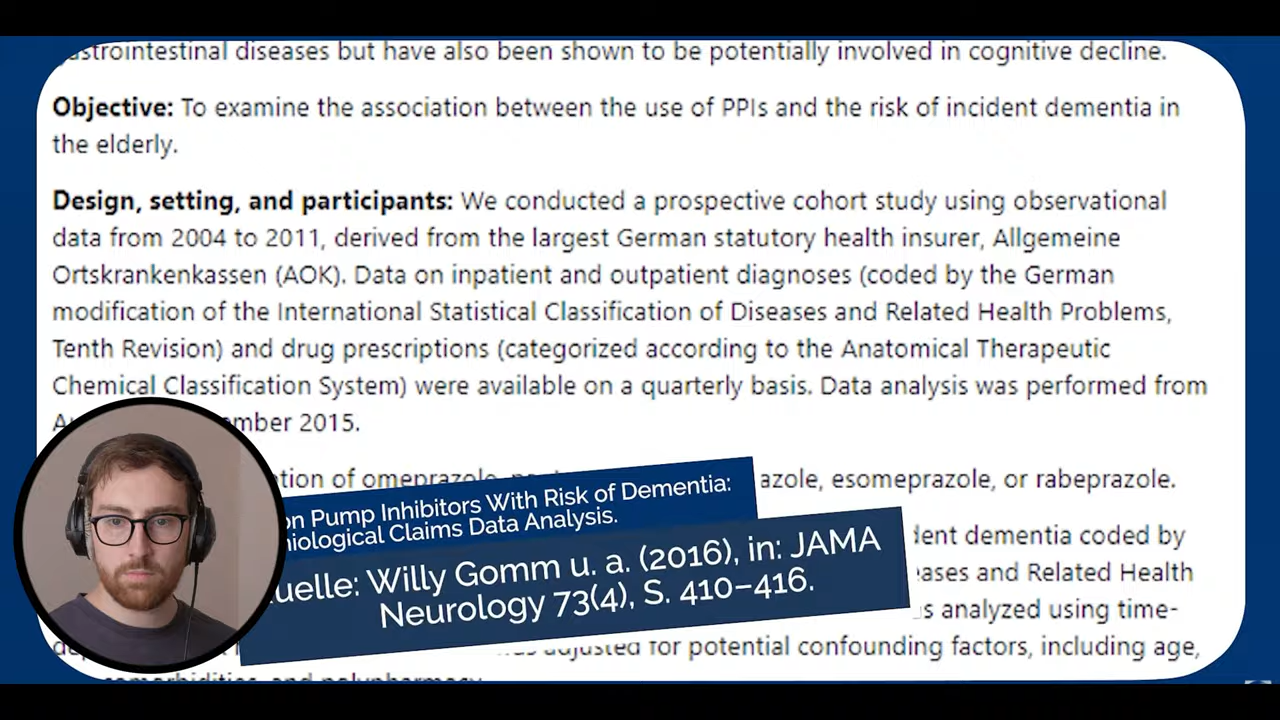 gastrointestinal diseases but have also been shown to be potentially involved in cognitive decline.
Objective: To examine the association between the use of PPIs and the risk of incident dementia in
the elderly.
Design, setting, and participants: We conducted a prospective cohort study using observational
data from 2004 to 2011, derived from the largest German statutory health insurer, Allgemeine
Ortskrankenkassen (AOK). Data on inpatient and outpatient diagnoses (coded by the German
modification of the International Statistical Classification of Diseases and Related Health Problems,
Tenth Revision) and drug prescriptions (categorized according to the Anatomical Therapeutic
Chemical Classification System) were available on a quarterly basis. Data analysis was performed from
mber 2015.
tion of omeprazole, azole, esomeprazole, or rabeprazole.
on Pump Inhibitors With Risk of Dementia:
niological Claims Data Analysis.
uelle: Willy Gomm u. a. (2016), in: JAMA
Neurology 73(4), S. 410–416.
dent dementia coded by
eases and Related Health
s analyzed using time-
adjusted for potential confounding factors, including age,
comorbidities, and polypharmacy.